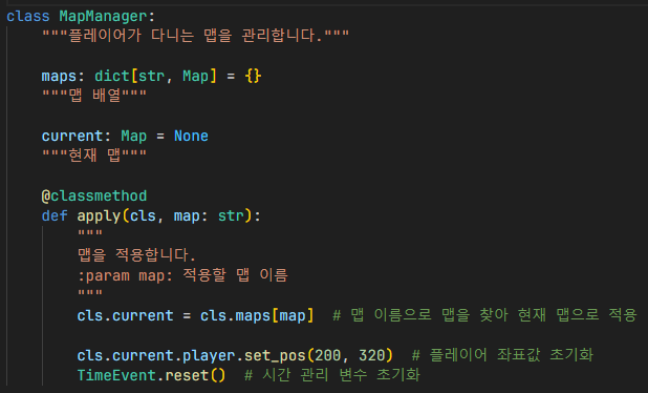 class MapManager:
    """플레이어가 다니는 맵을 관리합니다."""
    maps: dict[str, Map] = {}
    """맵 배열"""
    current: Map = None
    """현재 맵"""
    @classmethod
    def apply(cls, map: str):
        """
        맵을 적용합니다.
        :param map: 적용할 맵 이름
        """
        cls.current = cls.maps[map]  # 맵 이름으로 맵을 찾아 현재 맵으로 적용
        cls.current.player.set_pos(200, 320)  # 플레이어 좌표값 초기화
        TimeEvent.reset()  # 시간 관리 변수 초기화